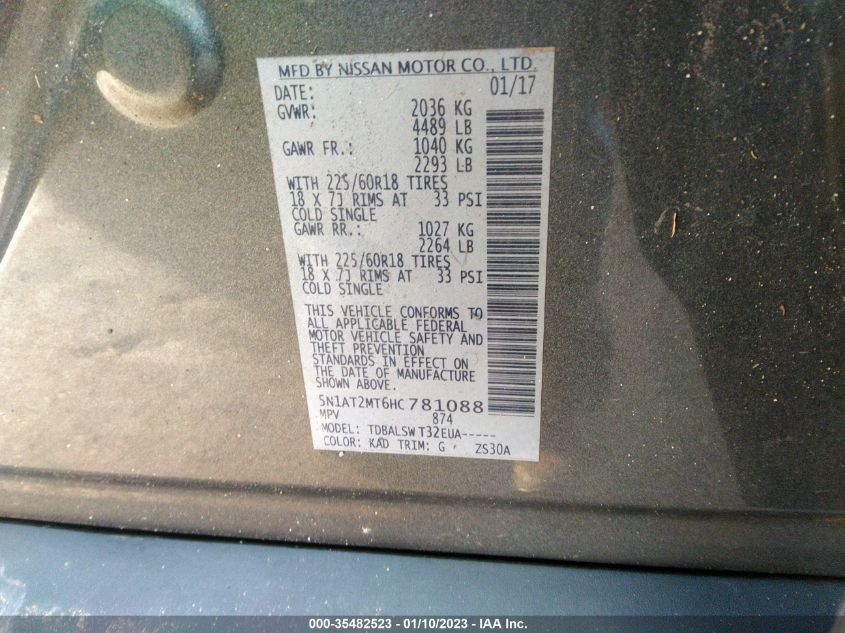 MFD BY NISSAN MOTOR CO., LTD.
DATE: 01/17
GVWR: 2036 KG
4489 LB
GAWR FR.: 1040 KG
2293 LB
WITH 225/60R18 TIRES
18 X 7J RIMS AT 33 PSI
COLD SINGLE
GAWR RR.: 1027 KG
2264 LB
WITH 225/60R18 TIRES
18 X 7J RIMS AT 33 PSI
COLD SINGLE
THIS VEHICLE CONFORMS TO
ALL APPLICABLE FEDERAL
MOTOR VEHICLE SAFETY AND
THEFT PREVENTION
STANDARDS IN EFFECT ON
THE DATE OF MANUFACTURE
SHOWN ABOVE.
5N1AT2MT6HC781088
MPV 874
MODEL: TDBALSW T32EUA-----
COLOR: KAD TRIM: G ZS30A
000-35482523 - 01/10/2023 - IAA Inc.